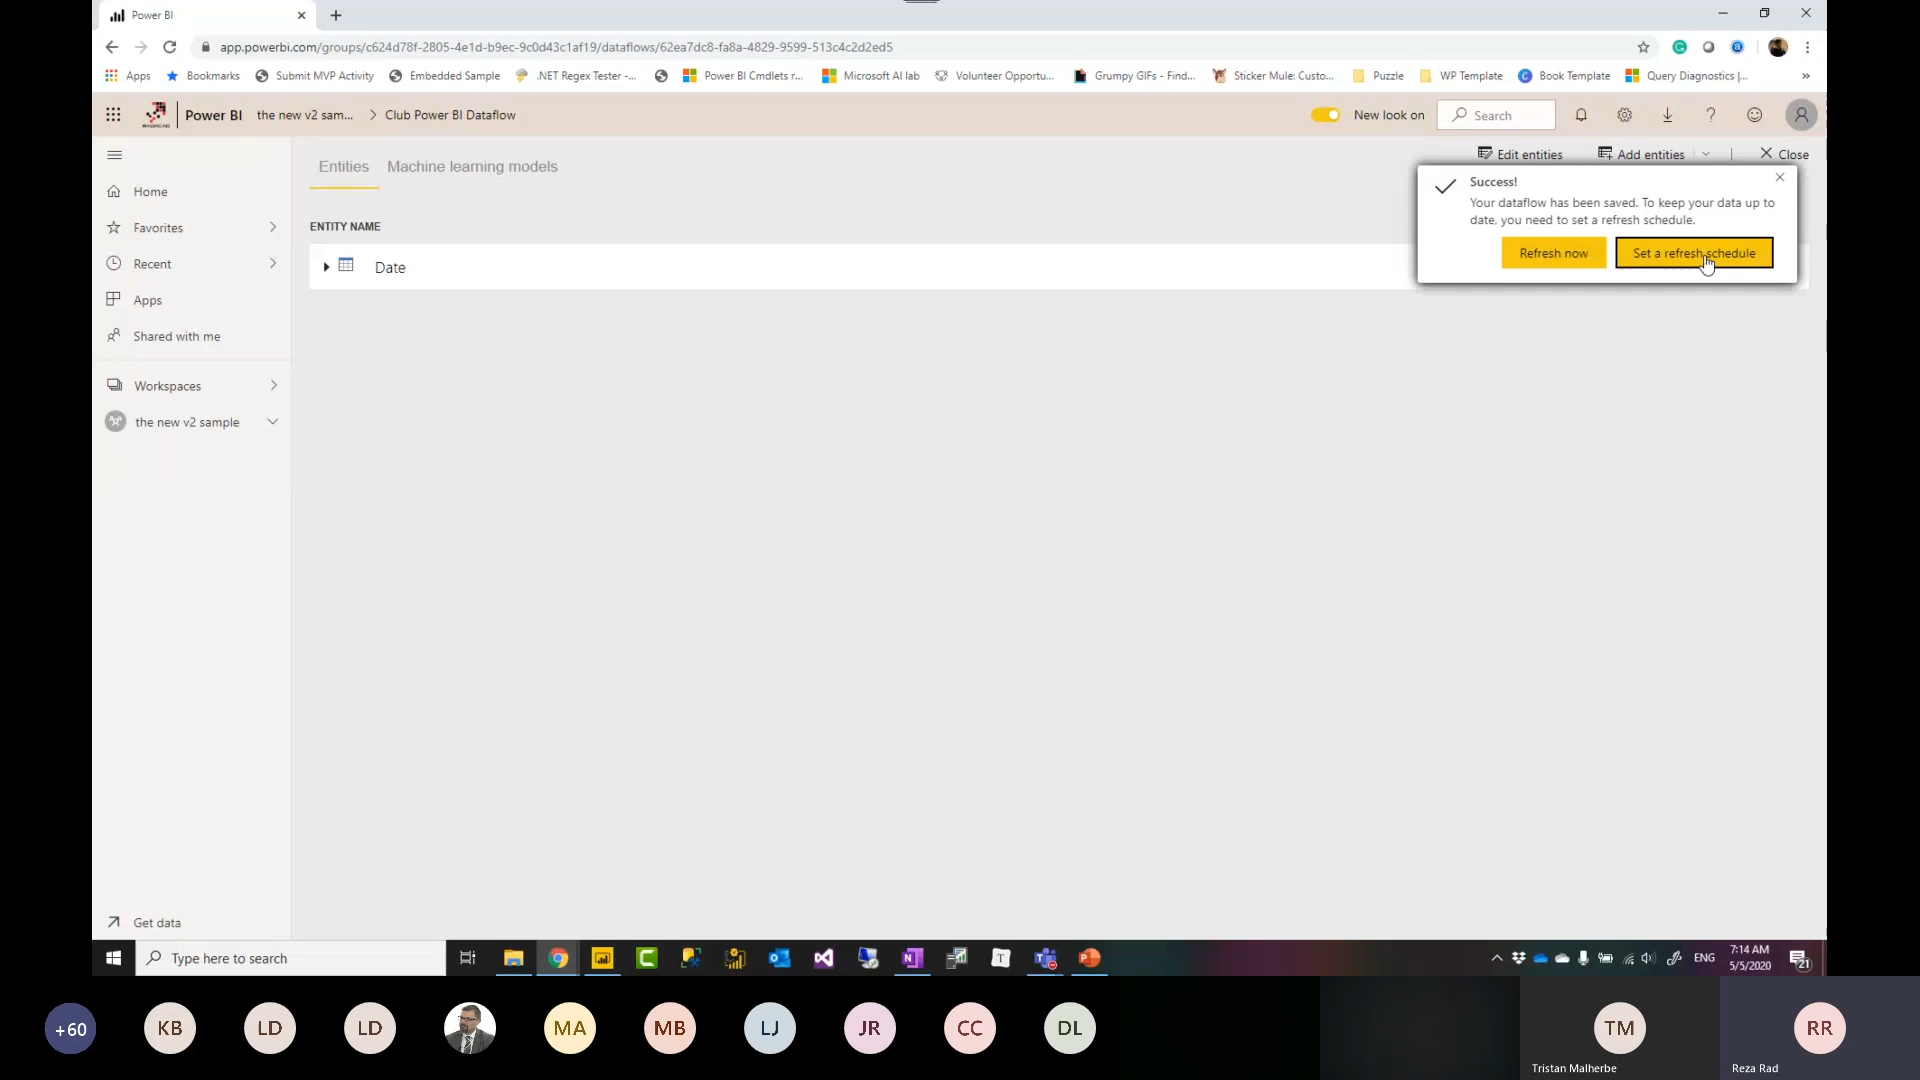 Power BI
app.powerbi.com/groups/c624d78f-2805-4e1d-b9ec-9c0d43c1af19/dataflows/62ea7dc8-fa8a-4829-9599-513c4c2d2ed5
Apps Bookmarks Submit MVP Activity Embedded Sample .NET Regex Tester -... Power BI Cmdlets r... Microsoft AI lab Volunteer Opportu... Grumpy GIFs - Find... Sticker Mule: Custo... Puzzle WP Template Book Template Query Diagnostics |... »
Power BI the new v2 sam... > Club Power BI Dataflow New look on Search
Entities Machine learning models Edit entities Add entities Close
Success!
Your dataflow has been saved. To keep your data up to
date, you need to set a refresh schedule.
Refresh now Set a refresh schedule
Home
Favorites
Recent
Apps
Shared with me
Workspaces
the new v2 sample
Get data
ENTITY NAME
Date
Type here to search
ENG
7:14 AM
5/5/2020
21
+60 KB LD LD MA MB LJ JR CC DL TM RR
Tristan Malherbe Reza Rad